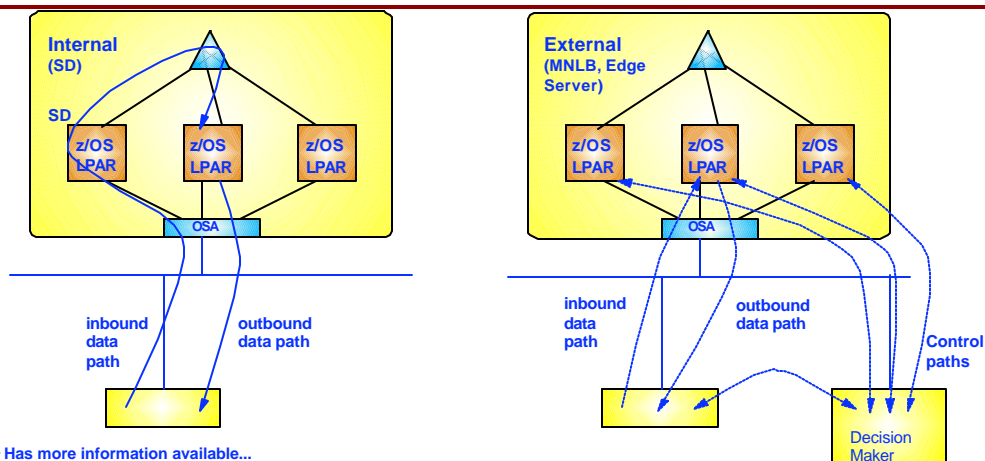 Internal
(SD)
SD
z/OS
LPAR
z/OS
LPAR
z/OS
LPAR
OSA
inbound
data
path
outbound
data path
Has more information available...
External
(MNLB, Edge
Server)
z/OS
LPAR
z/OS
LPAR
z/OS
LPAR
OSA
inbound
data
path
outbound
data path
Control
paths
Decision
Maker